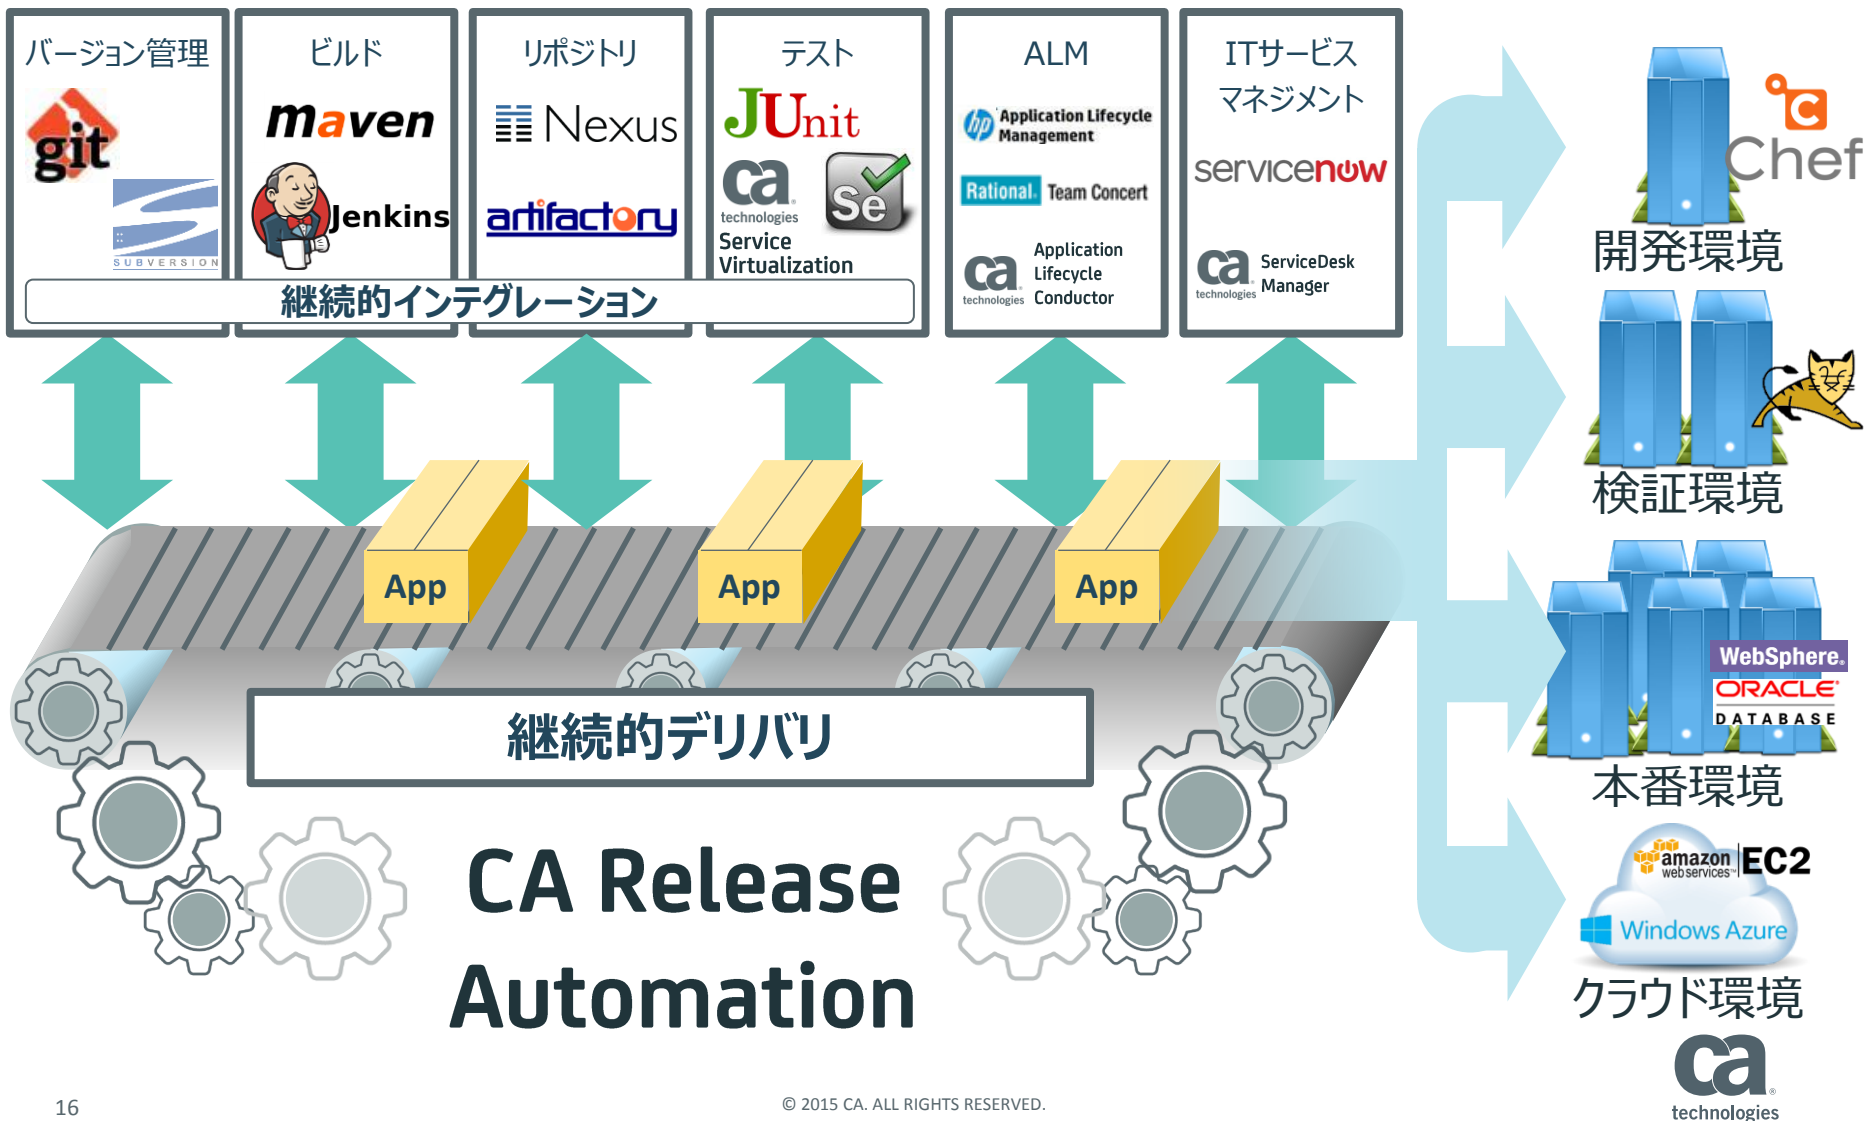 バージョン管理
git
SUBVERSION
ビルド
maven
Jenkins
リポジトリ
Nexus
artifactory
テスト
JUnit
ca
technologies
Se
Service
Virtualization
継続的インテグレーション
ALM
hp
Application Lifecycle
Management
Rational. Team Concert
ca
technologies
Application
Lifecycle
Conductor
ITサービス
マネジメント
servicenow
ca
technologies
ServiceDesk
Manager
App
App
App
継続的デリバリ
CA Release
Automation
Chef
開発環境
検証環境
WebSphere.
ORACLE
DATABASE
本番環境
amazon
web services™
EC2
Windows Azure
クラウド環境
ca
technologies
16
© 2015 CA. ALL RIGHTS RESERVED.